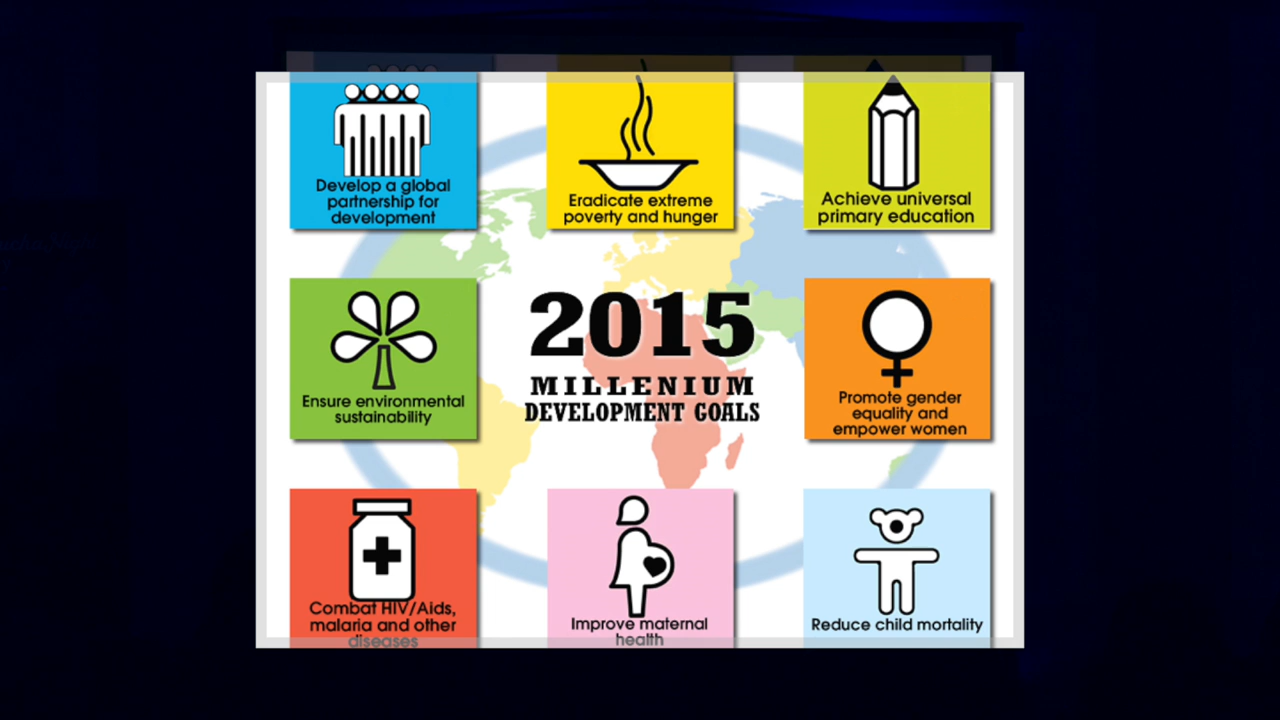 Develop a global
partnership for
development
Eradicate extreme
poverty and hunger
Achieve universal
primary education
Ensure environmental
sustainability
2015
MILLENIUM
DEVELOPMENT GOALS
Promote gender
equality and
empower women
Combat HIV/Aids,
malaria and other
diseases
Improve maternal
health
Reduce child mortality